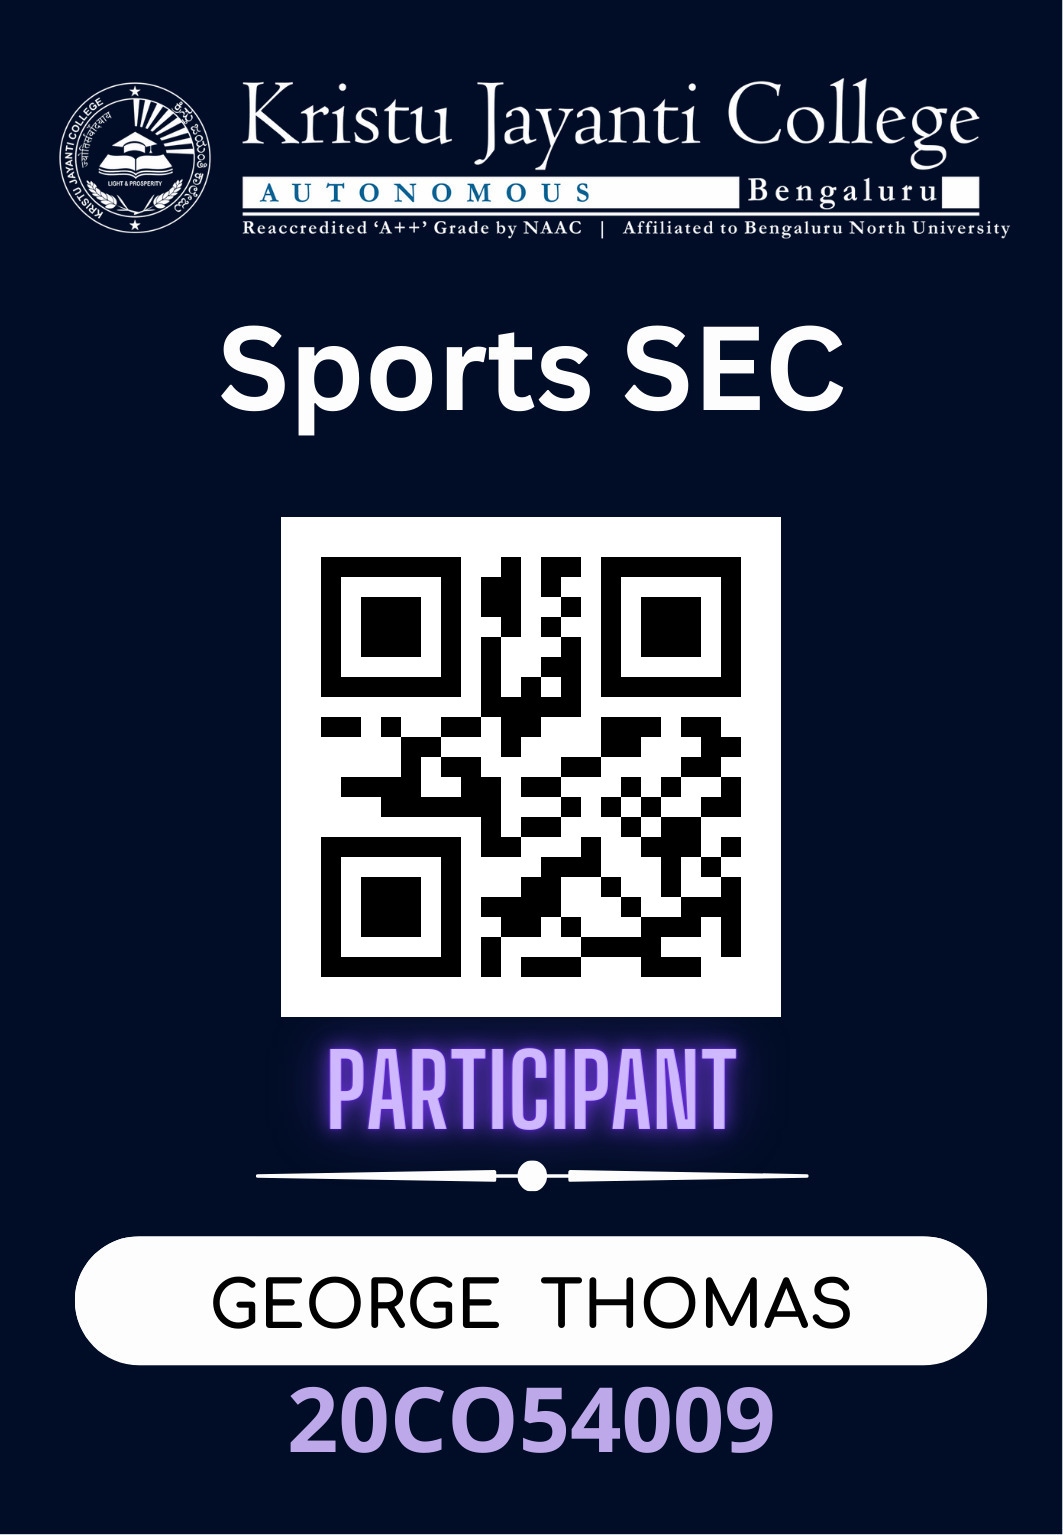 Kristu Jayanti College
AUTONOMOUS Bengaluru
Reaccredited ‘A++’ Grade by NAAC | Affiliated to Bengaluru North University
KRISTU JAYANTI COLLEGE
LIGHT & PROSPERITY
Sports SEC
PARTICIPANT
GEORGE THOMAS
20CO54009